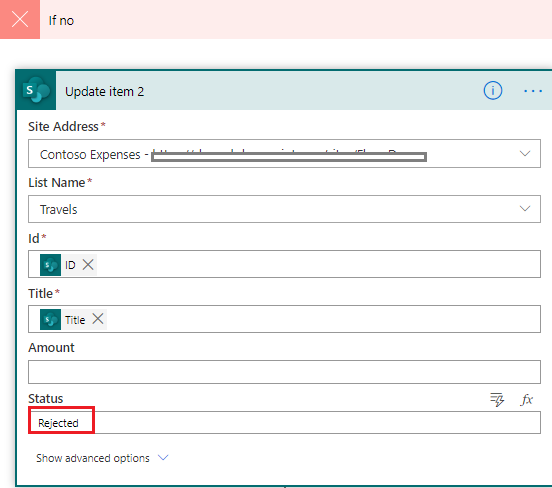 If no
Update item 2
Site Address*
Contoso Expenses -
List Name*
Travels
Id*
ID
Title*
Title
Amount
Status
fx
Rejected
Show advanced options